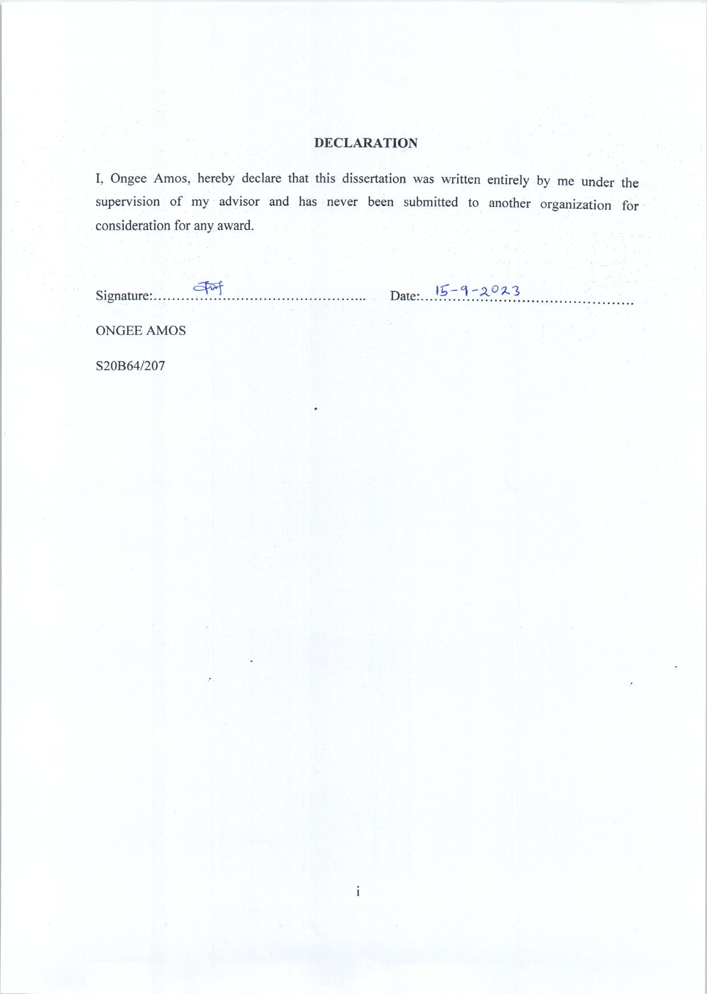 DECLARATION
I, Ongee Amos, hereby declare that this dissertation was written entirely by me under the
supervision of my advisor and has never been submitted to another organization for
consideration for any award.
Signature:............................................... Date:15-9-2023...............................................
ONGEE AMOS
S20B64/207
i